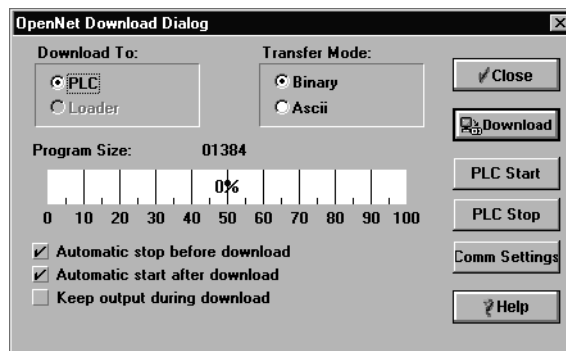 OpenNet Download Dialog
Download To:
PLC
Loader
Transfer Mode:
Binary
Ascii
Program Size: 01384
0%
0 10 20 30 40 50 60 70 80 90 100
Automatic stop before download
Automatic start after download
Keep output during download
Close
Download
PLC Start
PLC Stop
Comm Settings
Help